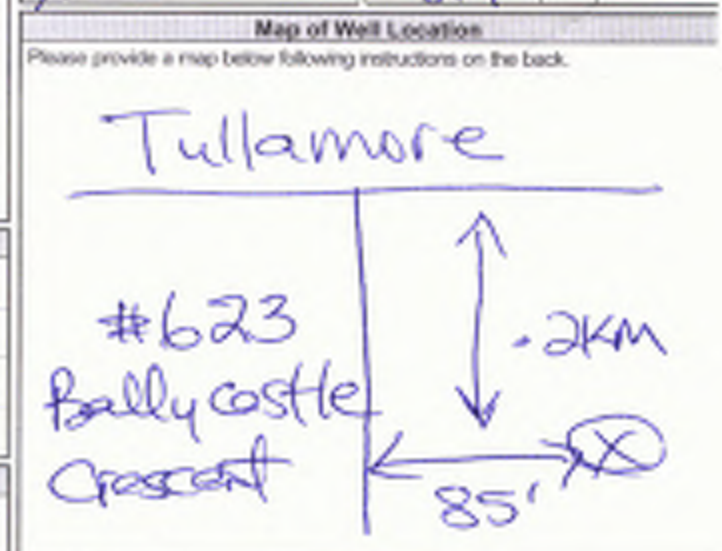 Map of Well Location
Please provide a map below following instructions on the back.
Tullamore
#623
Ballycastle
Crescent
.2KM
85'
X